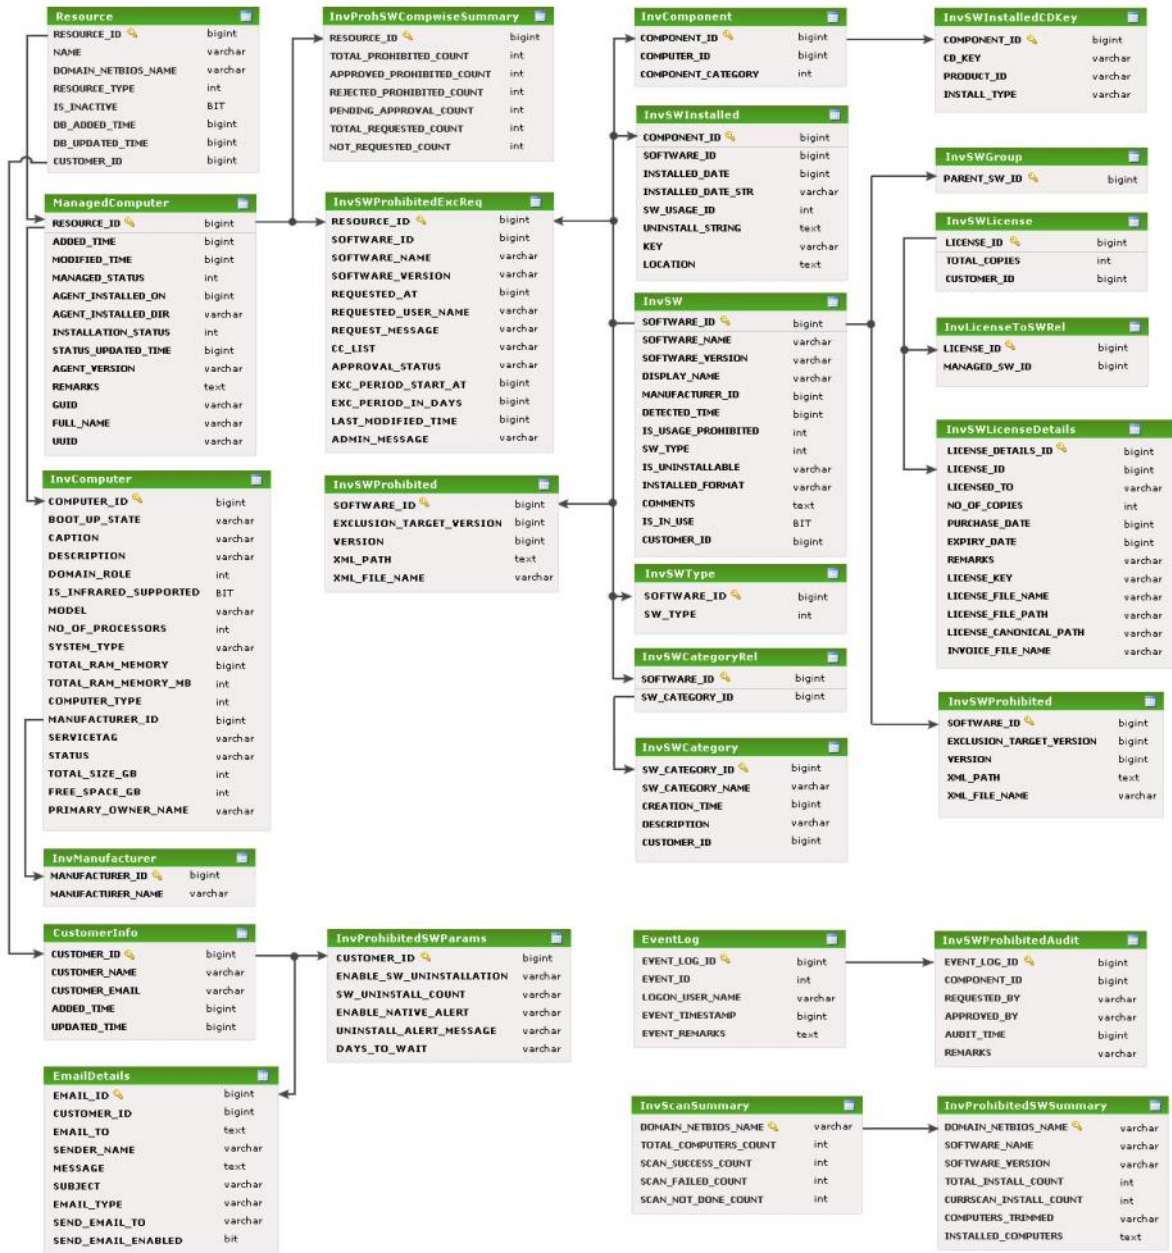 Resource
RESOURCE_ID bigint
NAME varchar
DOMAIN_NETBIOS_NAME varchar
RESOURCE_TYPE int
IS_INACTIVE BIT
DB_ADDED_TIME bigint
DB_UPDATED_TIME bigint
CUSTOMER_ID bigint
ManagedComputer
RESOURCE_ID bigint
ADDED_TIME bigint
MODIFIED_TIME bigint
MANAGED_STATUS int
AGENT_INSTALLED_ON bigint
AGENT_INSTALLED_DIR varchar
INSTALLATION_STATUS int
STATUS_UPDATED_TIME bigint
AGENT_VERSION varchar
REMARKS text
GUID varchar
FULL_NAME varchar
UUID varchar
InvComputer
COMPUTER_ID bigint
BOOT_UP_STATE varchar
CAPTION varchar
DESCRIPTION varchar
DOMAIN_ROLE int
IS_INFRARED_SUPPORTED BIT
MODEL varchar
NO_OF_PROCESSORS int
SYSTEM_TYPE varchar
TOTAL_RAM_MEMORY bigint
TOTAL_RAM_MEMORY_MB int
COMPUTER_TYPE int
MANUFACTURER_ID bigint
SERVICETAG varchar
STATUS varchar
TOTAL_SIZE_GB int
FREE_SPACE_GB int
PRIMARY_OWNER_NAME varchar
InvManufacturer
MANUFACTURER_ID bigint
MANUFACTURER_NAME varchar
CustomerInfo
CUSTOMER_ID bigint
CUSTOMER_NAME varchar
CUSTOMER_EMAIL varchar
ADDED_TIME bigint
UPDATED_TIME bigint
EmailDetails
EMAIL_ID bigint
CUSTOMER_ID bigint
EMAIL_TO text
SENDER_NAME varchar
MESSAGE text
SUBJECT varchar
EMAIL_TYPE varchar
SEND_EMAIL_TO varchar
SEND_EMAIL_ENABLED bit
InvProhSWCompwiseSummary
RESOURCE_ID bigint
TOTAL_PROHIBITED_COUNT int
APPROVED_PROHIBITED_COUNT int
REJECTED_PROHIBITED_COUNT int
PENDING_APPROVAL_COUNT int
TOTAL_REQUESTED_COUNT int
NOT_REQUESTED_COUNT int
InvSWProhibitedExcReq
RESOURCE_ID bigint
SOFTWARE_ID bigint
SOFTWARE_NAME varchar
SOFTWARE_VERSION varchar
REQUESTED_AT bigint
REQUESTED_USER_NAME varchar
REQUEST_MESSAGE varchar
CC_LIST varchar
APPROVAL_STATUS varchar
EXC_PERIOD_START_AT bigint
EXC_PERIOD_IN_DAYS bigint
LAST_MODIFIED_TIME bigint
ADMIN_MESSAGE varchar
InvSWProhibited
SOFTWARE_ID bigint
EXCLUSION_TARGET_VERSION bigint
VERSION bigint
XML_PATH text
XML_FILE_NAME varchar
InvProhibitedSWParams
CUSTOMER_ID bigint
ENABLE_SW_UNINSTALLATION varchar
SW_UNINSTALL_COUNT varchar
ENABLE_NATIVE_ALERT varchar
UNINSTALL_ALERT_MESSAGE varchar
DAYS_TO_WAIT varchar
InvComponent
COMPONENT_ID bigint
COMPUTER_ID bigint
COMPONENT_CATEGORY int
InvSWInstalled
COMPONENT_ID bigint
SOFTWARE_ID bigint
INSTALLED_DATE bigint
INSTALLED_DATE_STR varchar
SW_USAGE_ID int
UNINSTALL_STRING text
KEY varchar
LOCATION text
InvSW
SOFTWARE_ID bigint
SOFTWARE_NAME varchar
SOFTWARE_VERSION varchar
DISPLAY_NAME varchar
MANUFACTURER_ID bigint
DETECTED_TIME bigint
IS_USAGE_PROHIBITED int
SW_TYPE int
IS_UNINSTALLABLE varchar
INSTALLED_FORMAT varchar
COMMENTS text
IS_IN_USE BIT
CUSTOMER_ID bigint
InvSWType
SOFTWARE_ID bigint
SW_TYPE int
InvSWCategoryRel
SOFTWARE_ID bigint
SW_CATEGORY_ID bigint
InvSWCategory
SW_CATEGORY_ID bigint
SW_CATEGORY_NAME varchar
CREATION_TIME bigint
DESCRIPTION varchar
CUSTOMER_ID bigint
EventLog
EVENT_LOG_ID bigint
EVENT_ID int
LOGON_USER_NAME varchar
EVENT_TIMESTAMP bigint
EVENT_REMARKS text
InvScanSummary
DOMAIN_NETBIOS_NAME varchar
TOTAL_COMPUTERS_COUNT int
SCAN_SUCCESS_COUNT int
SCAN_FAILED_COUNT int
SCAN_NOT_DONE_COUNT int
InvSWInstalledCDKey
COMPONENT_ID bigint
CD_KEY varchar
PRODUCT_ID varchar
INSTALL_TYPE varchar
InvSWGroup
PARENT_SW_ID bigint
InvSWLicense
LICENSE_ID bigint
TOTAL_COPIES int
CUSTOMER_ID bigint
InvLicenseToSWRel
LICENSE_ID bigint
MANAGED_SW_ID bigint
InvSWLicenseDetails
LICENSE_DETAILS_ID bigint
LICENSE_ID bigint
LICENSED_TO varchar
NO_OF_COPIES int
PURCHASE_DATE bigint
EXPIRY_DATE bigint
REMARKS varchar
LICENSE_KEY varchar
LICENSE_FILE_NAME varchar
LICENSE_FILE_PATH varchar
LICENSE_CANONICAL_PATH varchar
INVOICE_FILE_NAME varchar
InvSWProhibited
SOFTWARE_ID bigint
EXCLUSION_TARGET_VERSION bigint
VERSION bigint
XML_PATH text
XML_FILE_NAME varchar
InvSWProhibitedAudit
EVENT_LOG_ID bigint
COMPONENT_ID bigint
REQUESTED_BY varchar
APPROVED_BY varchar
AUDIT_TIME bigint
REMARKS varchar
InvProhibitedSWSummary
DOMAIN_NETBIOS_NAME varchar
SOFTWARE_NAME varchar
SOFTWARE_VERSION varchar
TOTAL_INSTALL_COUNT int
CURRSCAN_INSTALL_COUNT int
COMPUTERS_TRIMMED varchar
INSTALLED_COMPUTERS text